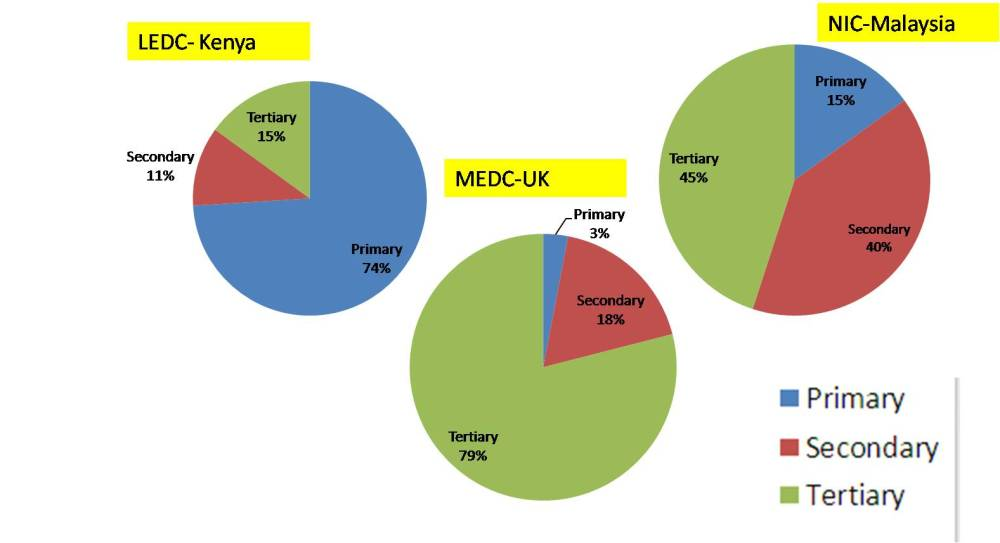 LEDC- Kenya
Tertiary
15%
Secondary
11%
Primary
74%
MEDC-UK
Primary
3%
Secondary
18%
Tertiary
79%
NIC-Malaysia
Primary
15%
Tertiary
45%
Secondary
40%
Primary
Secondary
Tertiary